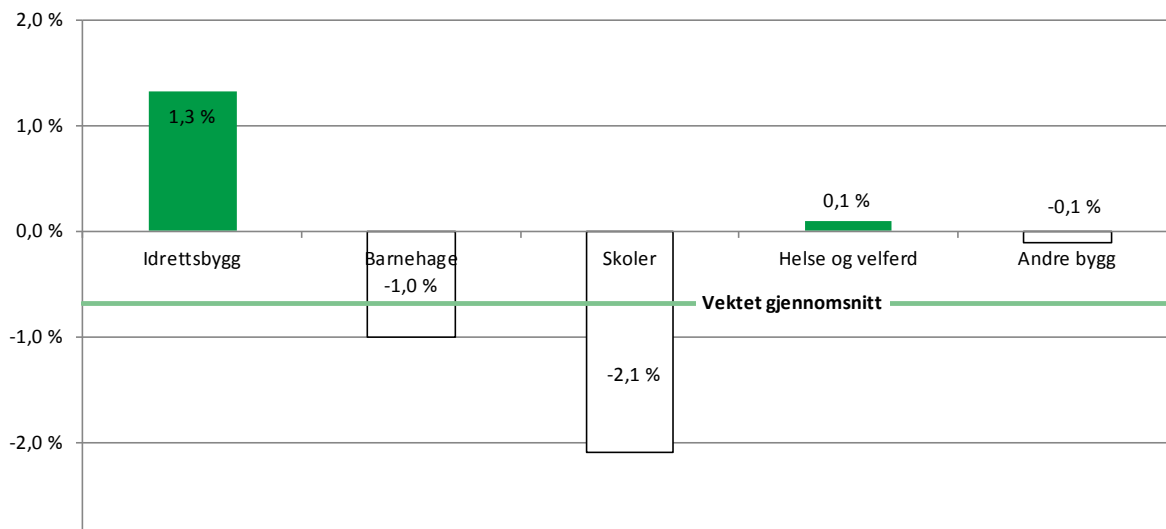 2,0 %
1,3 %
1,0 %
0,1 %
-0,1 %
0,0 %
Idrettsbygg
Barnehage
Skoler
Helse og velferd
Andre bygg
-1,0 %
Vektet gjennomsnitt
-1,0 %
-2,1 %
-2,0 %